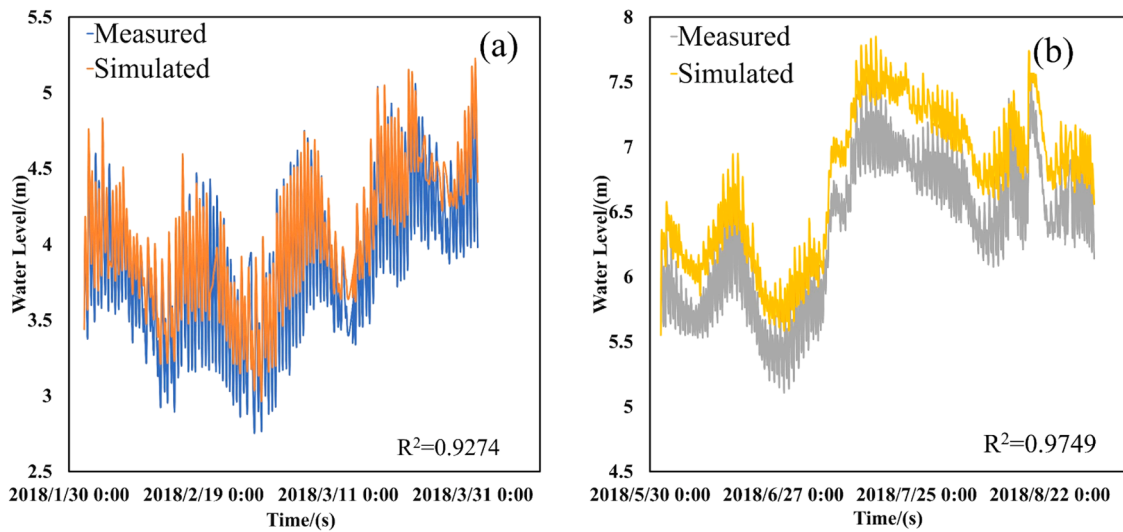 5.5
5
4.5
4
3.5
3
2.5
Water Level/(m)
Measured
Simulated
(a)
R²=0.9274
2018/1/30 0:00 2018/2/19 0:00 2018/3/11 0:00 2018/3/31 0:00
Time/(s)
8
7.5
7
6.5
6
5.5
5
4.5
Water Level/(m)
Measured
Simulated
(b)
R²=0.9749
2018/5/30 0:00 2018/6/27 0:00 2018/7/25 0:00 2018/8/22 0:00
Time/(s)